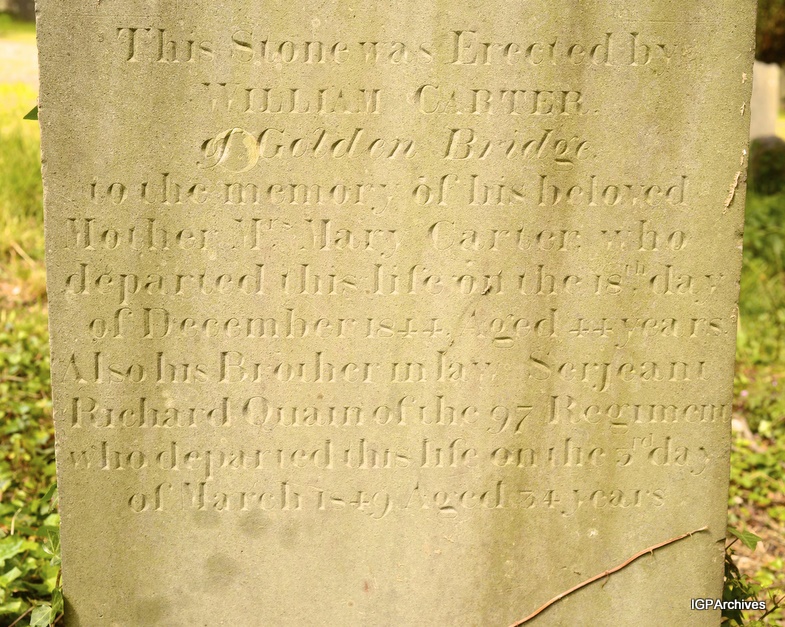 This Stone was Erected by
WILLIAM CARTER
of Golden Bridge
to the memory of his beloved
Mother Mrs Mary Carter who
departed this life on the 18th day
of December 1844, Aged 44 years
Also his Brother in law Serjeant
Richard Quain of the 97 Regiment
who departed this life on the 3rd day
of March 1849 Aged 34 years
IGPArchives